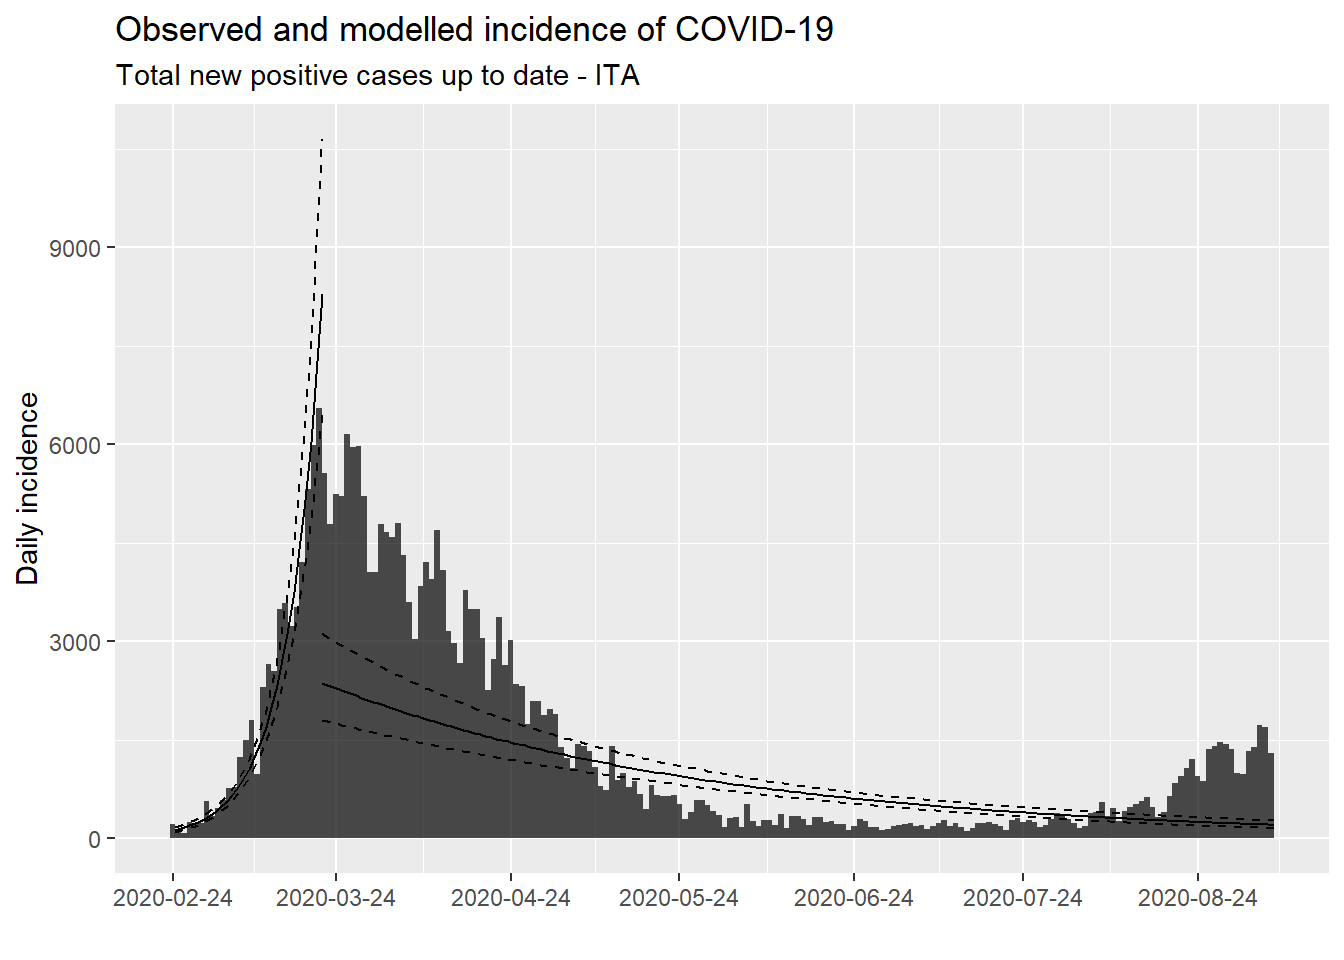 Observed and modelled incidence of COVID-19
Total new positive cases up to date - ITA
Daily incidence
9000
6000
3000
0
2020-02-24 2020-03-24 2020-04-24 2020-05-24 2020-06-24 2020-07-24 2020-08-24